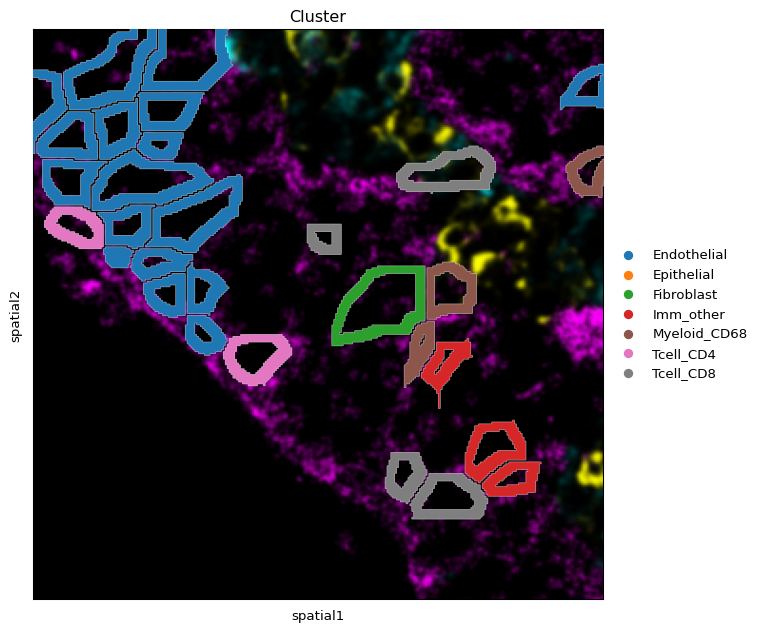 Cluster
spatial2
spatial1
Endothelial
Epithelial
Fibroblast
Imm_other
Myeloid_CD68
Tcell_CD4
Tcell_CD8